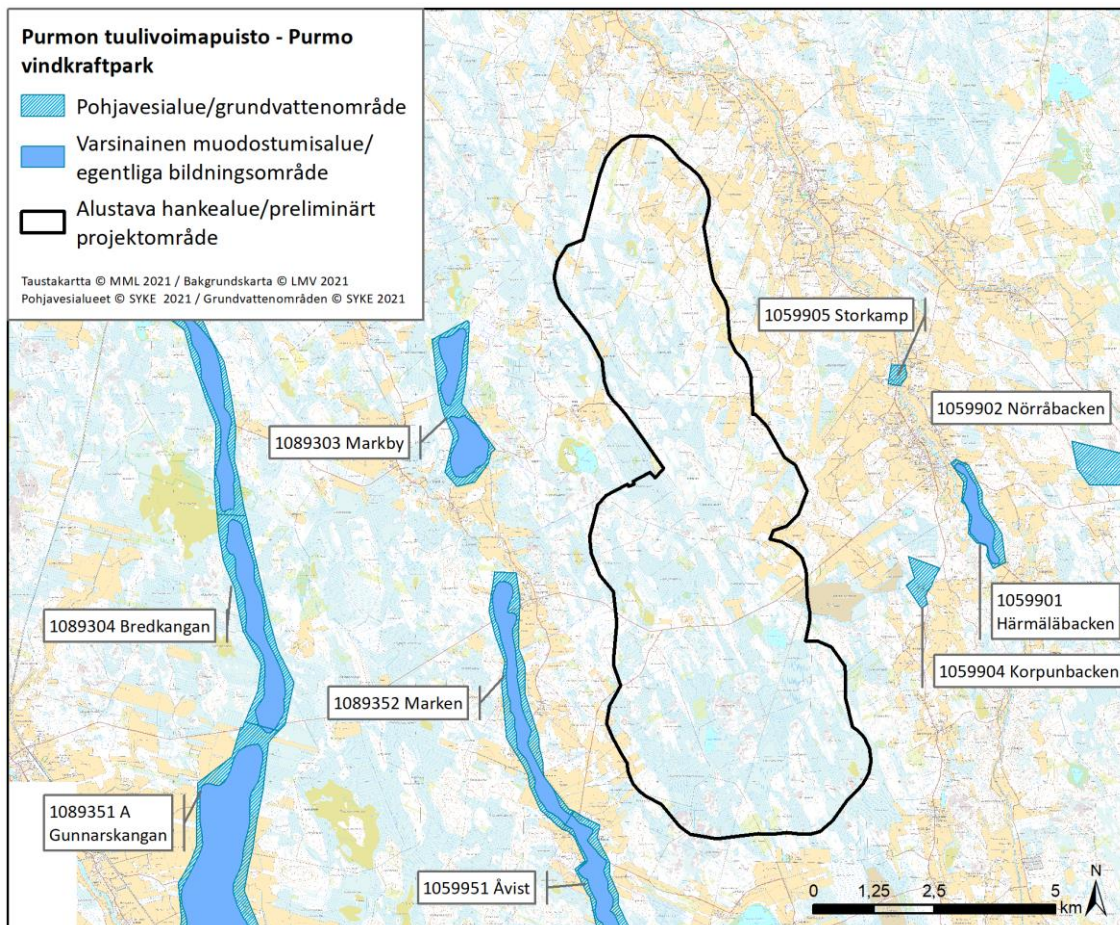 Purmon tuulivoimapuisto - Purmo
vindkraftpark
Pohjavesialue/grundvattenområde
Varsinainen muodostumisalue/
egentliga bildningsområde
Alustava hankealue/preliminärt
projektområde
Taustakartta © MML 2021 / Bakgrundskarta © LMV 2021
Pohjavesialueet © SYKE 2021 / Grundvattenområden © SYKE 2021
1059905 Storkamp
1059902 Nörråbacken
1089303 Markby
1089304 Bredkangan
1059901
Härmäläbacken
1059904 Korpunbacken
1089352 Marken
1089351 A
Gunnarskangan
1059951 Åvist
N
0 1,25 2,5 5
km